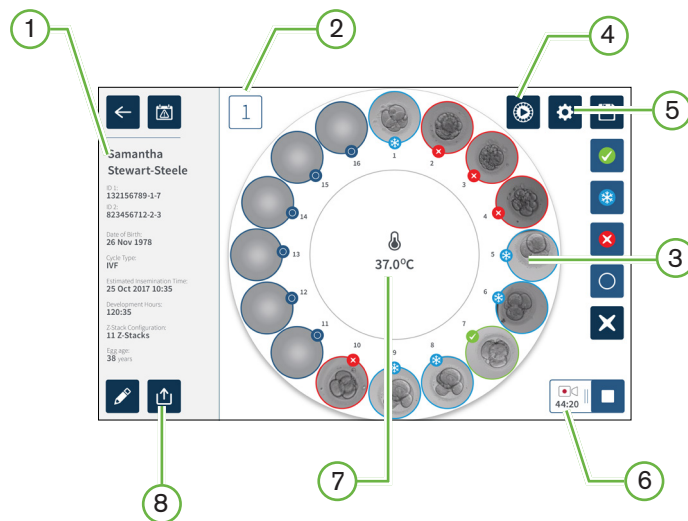 1
2
4
5
1
Samantha
Stewart-Steele
ID 1:
132156789-1-7
ID 2:
823456712-2-3
Date of Birth:
26 Nov 1978
Cycle Type:
IVF
Estimated Insemination Time:
25 Oct 2017 10:35
Development Hours:
120:35
Z-Stack Configuration:
11 Z-Stacks
Egg age:
38 years
1
2
3
4
5
6
7
8
9
10
11
12
13
14
15
16
37.0°C
3
44:20
6
7
8